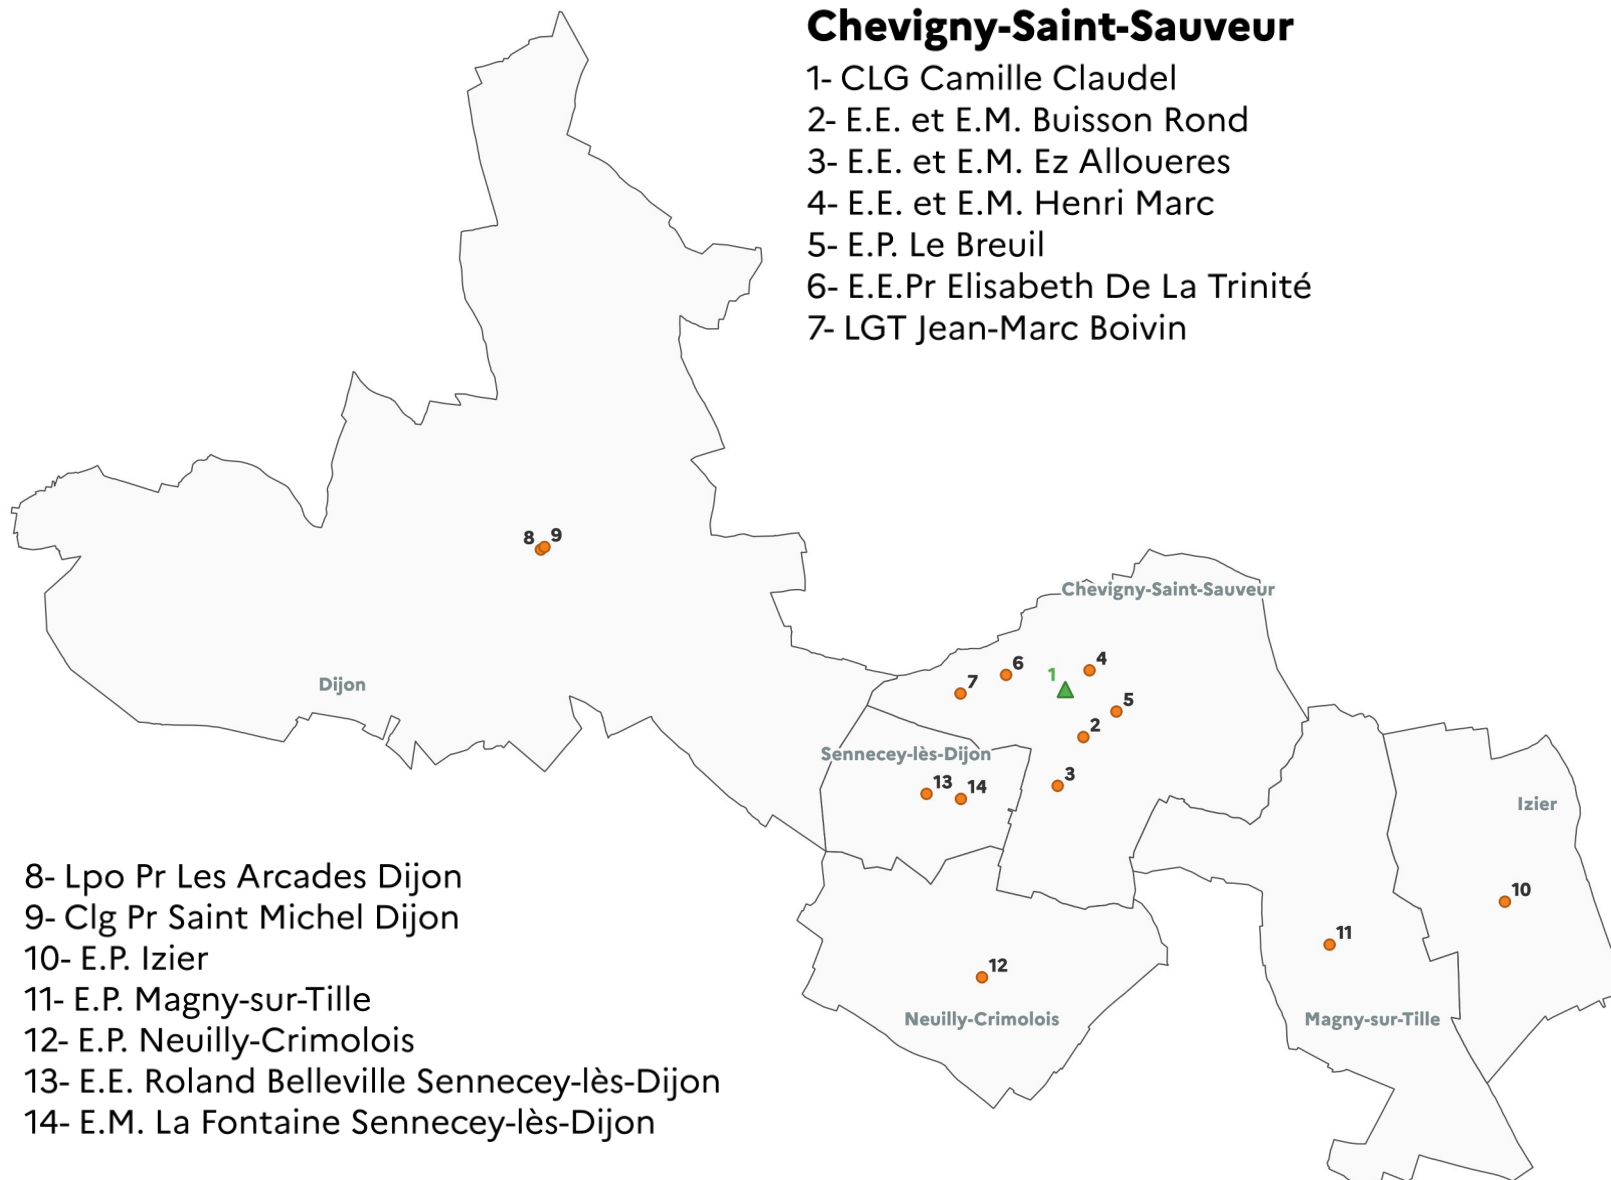 Chevigny-Saint-Sauveur
1- CLG Camille Claudel
2- E.E. et E.M. Buisson Rond
3- E.E. et E.M. Ez Alloueres
4- E.E. et E.M. Henri Marc
5- E.P. Le Breuil
6- E.E.Pr Elisabeth De La Trinité
7- LGT Jean-Marc Boivin
8 9
Chevigny-Saint-Sauveur
6 1 4
7
Dijon
5
2
Sennecey-lès-Dijon
13 14 3
Izier
10
11
12
Neuilly-Crimolois
Magny-sur-Tille
8- Lpo Pr Les Arcades Dijon
9- Clg Pr Saint Michel Dijon
10- E.P. Izier
11- E.P. Magny-sur-Tille
12- E.P. Neuilly-Crimolois
13- E.E. Roland Belleville Sennecey-lès-Dijon
14- E.M. La Fontaine Sennecey-lès-Dijon